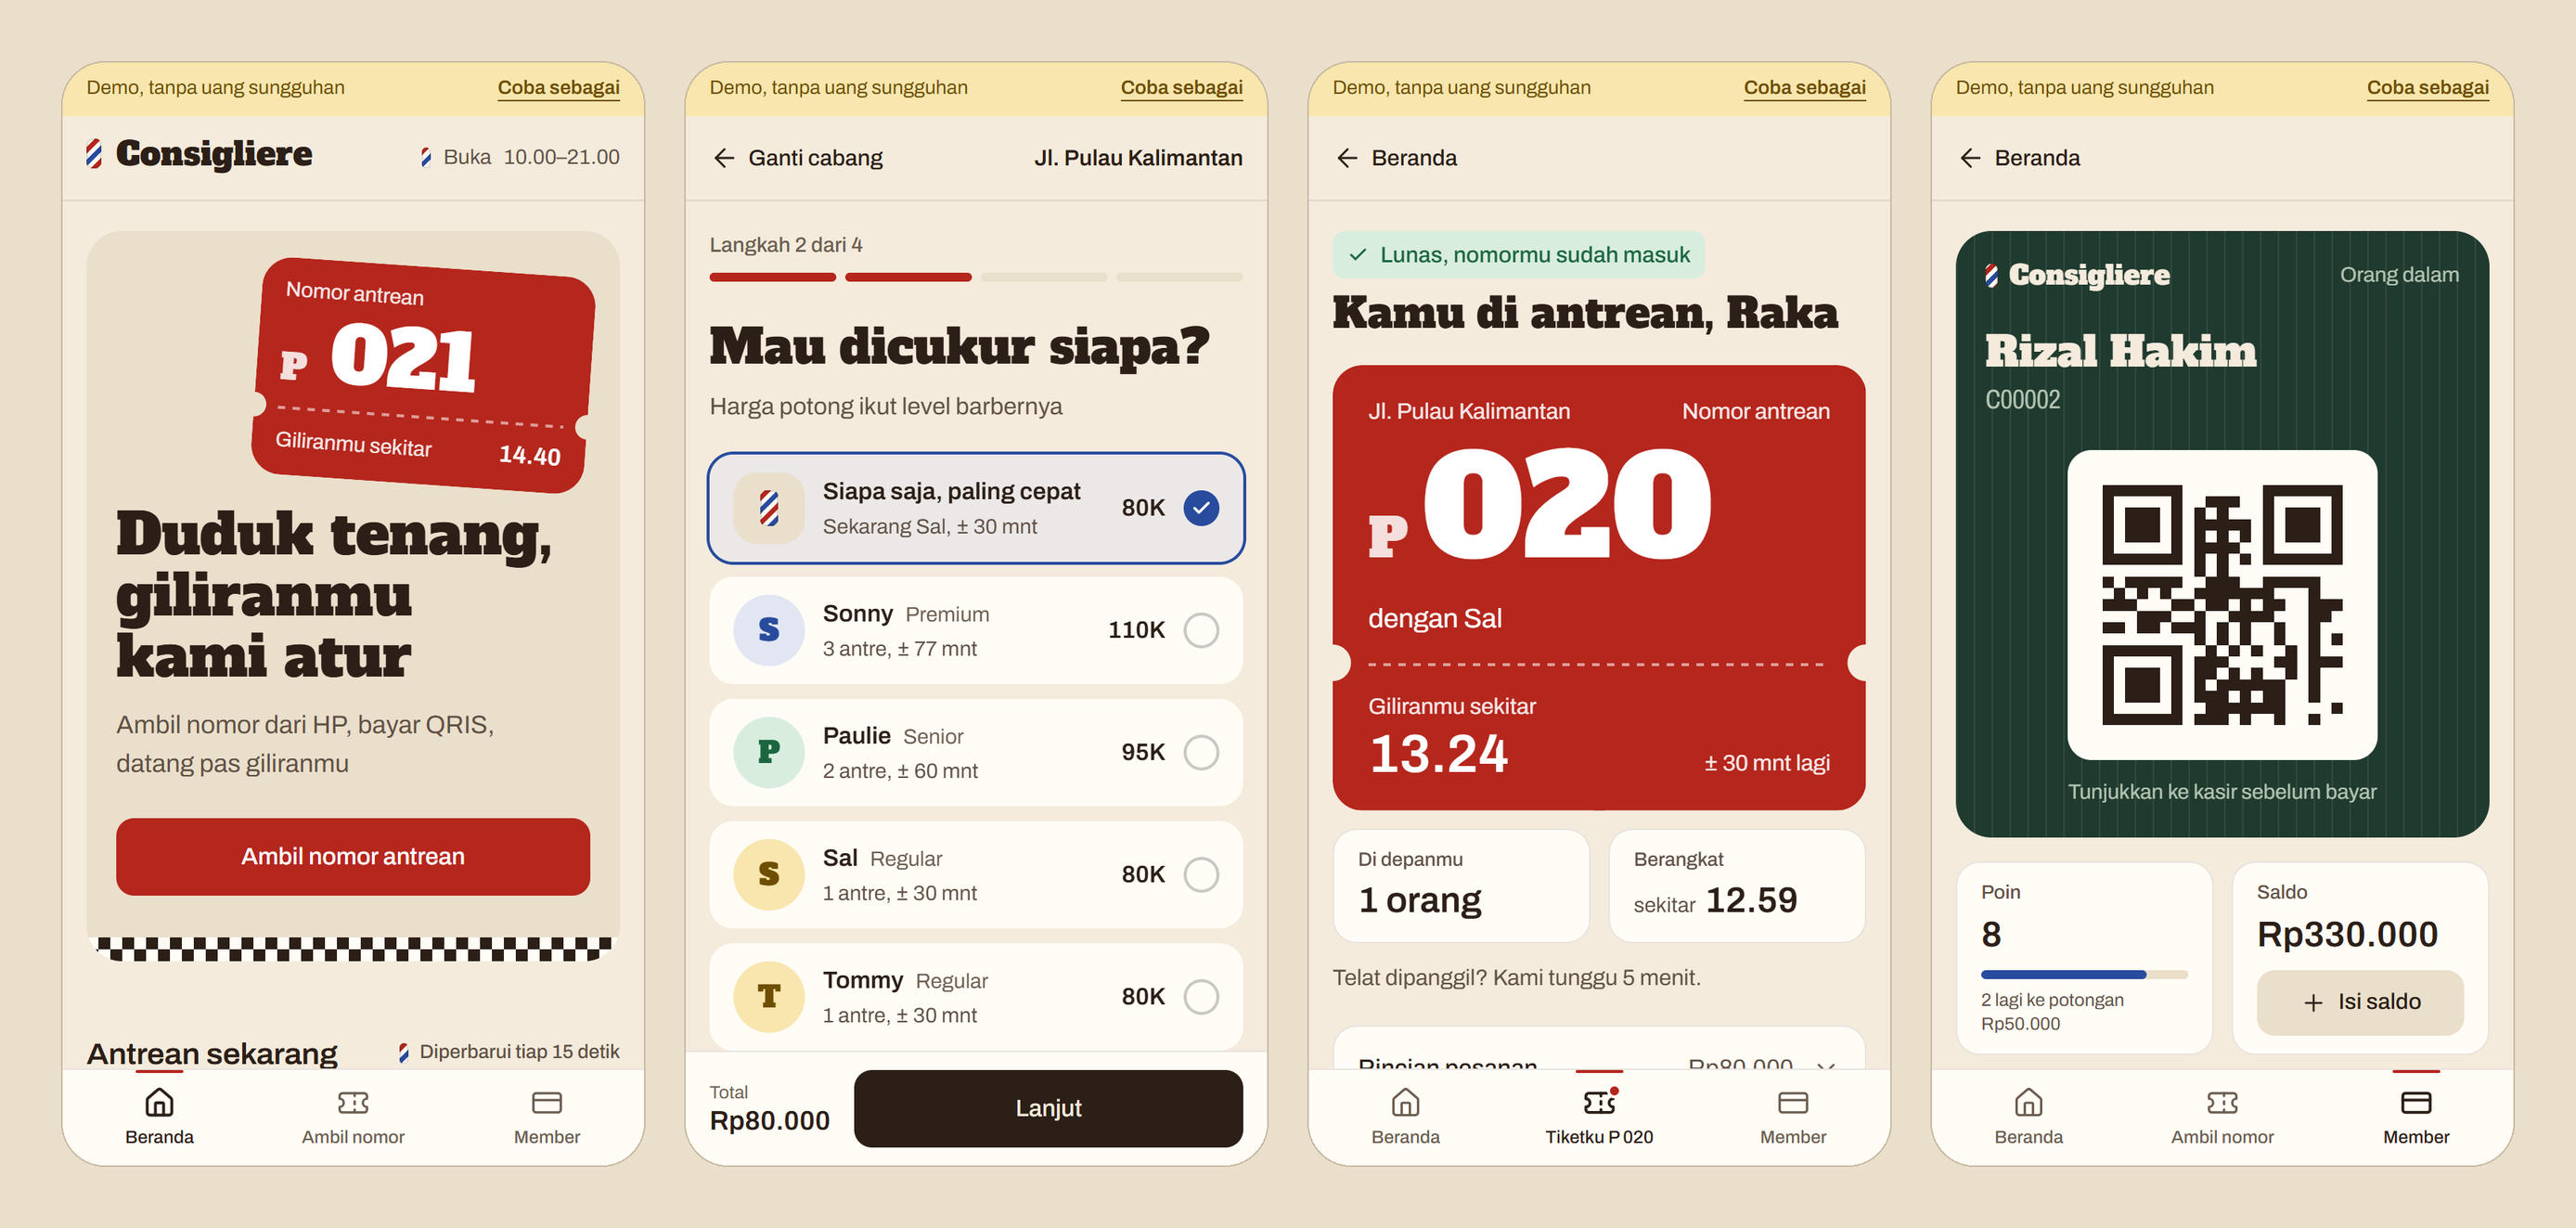 Demo, tanpa uang sungguhan
Coba sebagai
Consigliere
Buka 10.00–21.00
Nomor antrean
P 021
Giliranmu sekitar
14.40
Duduk tenang,
giliranmu
kami atur
Ambil nomor dari HP, bayar QRIS,
datang pas giliranmu
Ambil nomor antrean
Antrean sekarang
Diperbarui tiap 15 detik
Beranda
Ambil nomor
Member
Demo, tanpa uang sungguhan
Coba sebagai
Ganti cabang
Jl. Pulau Kalimantan
Langkah 2 dari 4
Mau dicukur siapa?
Harga potong ikut level barbernya
Siapa saja, paling cepat
Sekarang Sal, ± 30 mnt
80K
S
Sonny Premium
3 antre, ± 77 mnt
110K
P
Paulie Senior
2 antre, ± 60 mnt
95K
S
Sal Regular
1 antre, ± 30 mnt
80K
T
Tommy Regular
1 antre, ± 30 mnt
80K
Total
Rp80.000
Lanjut
Demo, tanpa uang sungguhan
Coba sebagai
Beranda
Lunas, nomormu sudah masuk
Kamu di antrean, Raka
Jl. Pulau Kalimantan
Nomor antrean
P 020
dengan Sal
Giliranmu sekitar
13.24
± 30 mnt lagi
Di depanmu
1 orang
Berangkat
sekitar 12.59
Telat dipanggil? Kami tunggu 5 menit.
Rincian pesanan
Rp80.000
Beranda
Tiketku P 020
Member
Demo, tanpa uang sungguhan
Coba sebagai
Beranda
Consigliere
Orang dalam
Rizal Hakim
C00002
Tunjukkan ke kasir sebelum bayar
Poin
8
2 lagi ke potongan
Rp50.000
Saldo
Rp330.000
Isi saldo
Beranda
Ambil nomor
Member